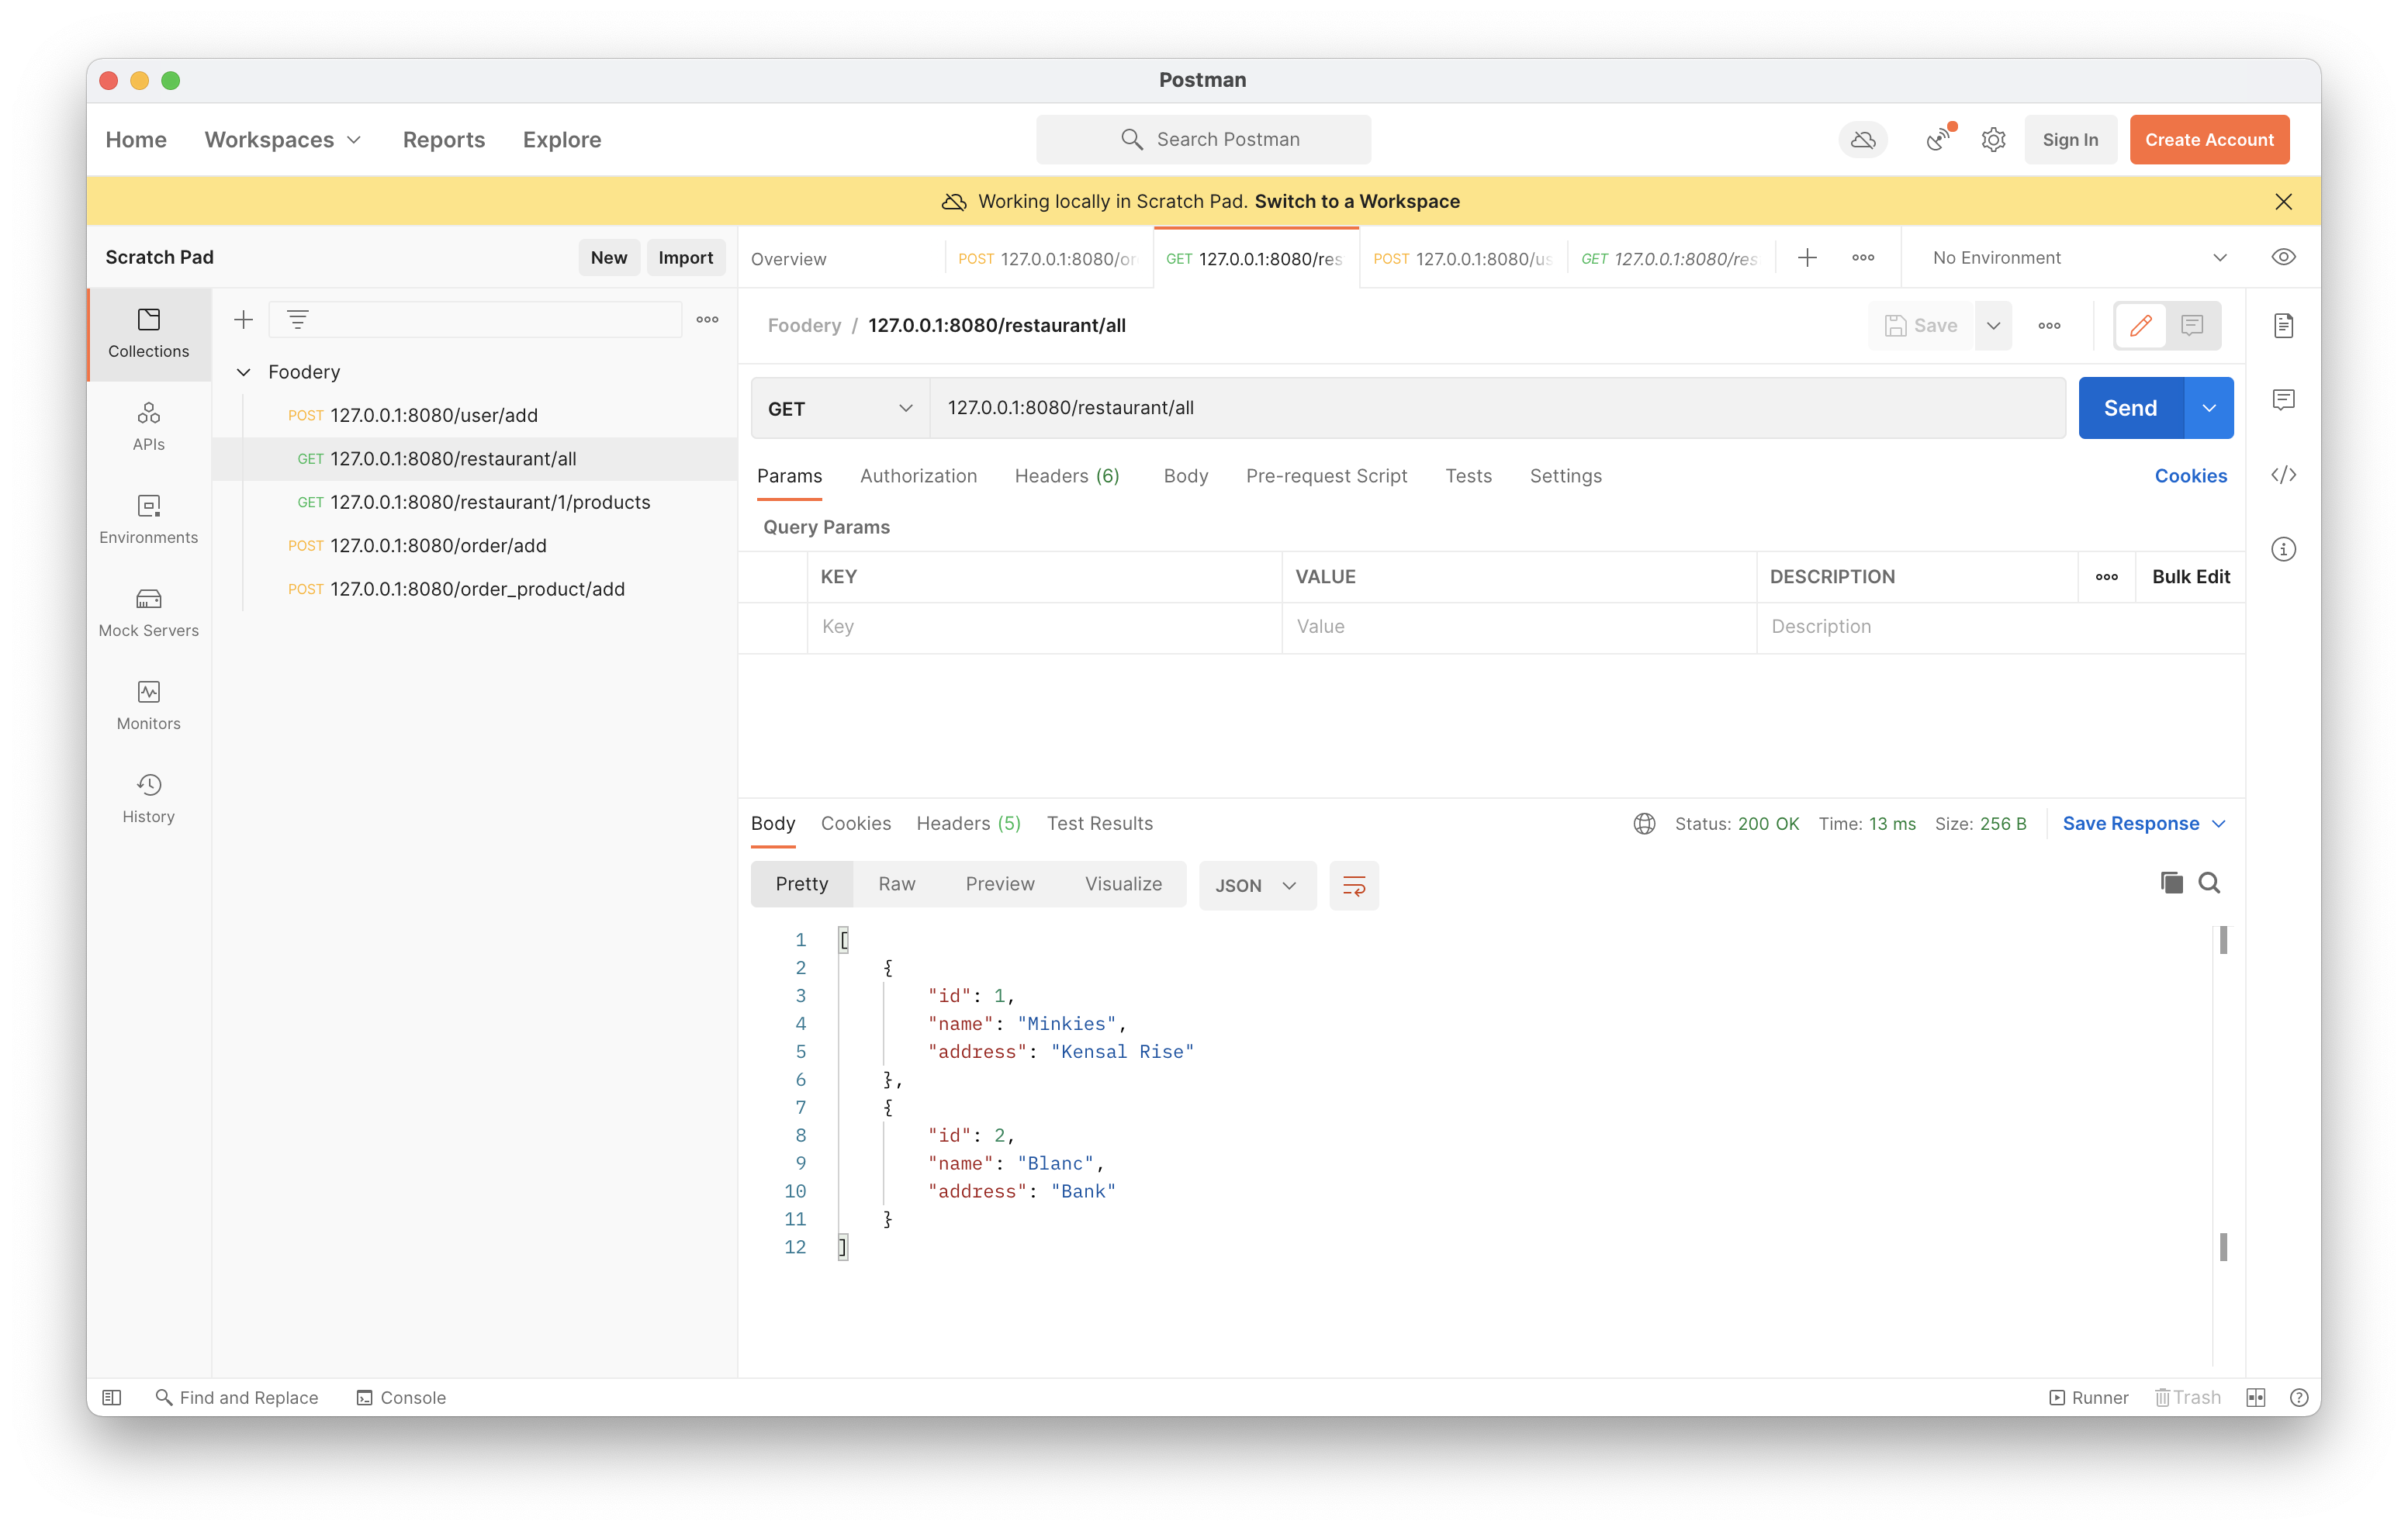 Postman
Home Workspaces Reports Explore Search Postman Sign In Create Account
Working locally in Scratch Pad. Switch to a Workspace
Scratch Pad New Import
Overview POST 127.0.0.1:8080/or GET 127.0.0.1:8080/res POST 127.0.0.1:8080/us GET 127.0.0.1:8080/res No Environment
Collections
APIs
Environments
Mock Servers
Monitors
History
Foodery
POST 127.0.0.1:8080/user/add
GET 127.0.0.1:8080/restaurant/all
GET 127.0.0.1:8080/restaurant/1/products
POST 127.0.0.1:8080/order/add
POST 127.0.0.1:8080/order_product/add
Foodery / 127.0.0.1:8080/restaurant/all Save
GET 127.0.0.1:8080/restaurant/all Send
Params Authorization Headers (6) Body Pre-request Script Tests Settings Cookies
Query Params
KEY VALUE DESCRIPTION Bulk Edit
Key Value Description
Body Cookies Headers (5) Test Results Status: 200 OK Time: 13 ms Size: 256 B Save Response
Pretty Raw Preview Visualize JSON
1 [
2 {
3 "id": 1,
4 "name": "Minkies",
5 "address": "Kensal Rise"
6 },
7 {
8 "id": 2,
9 "name": "Blanc",
10 "address": "Bank"
11 }
12 ]
Find and Replace Console Runner Trash